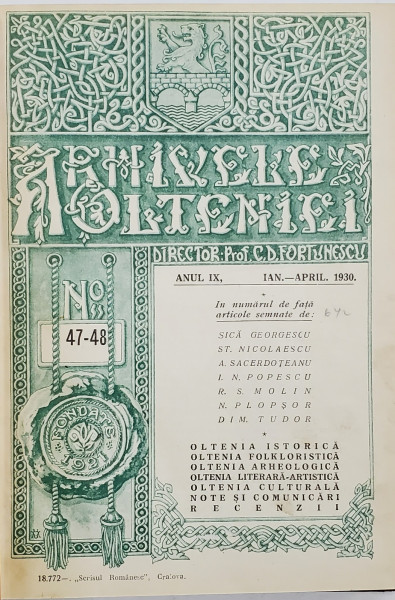 ARHIVELE
OLTENIEI
DIRECTOR: Prof. C. D. FORTUNESCU
ANUL IX,    IAN.—APRIL. 1930.
No
47-48
In numărul de față
articole semnate de:
SICĂ GEORGESCU
ST. NICOLAESCU
A. SACERDOȚEANU
I. N. POPESCU
R. S. MOLIN
N. PLOPȘOR
DIM. TUDOR
OLTENIA ISTORICĂ
OLTENIA FOLKLORISTICĂ
OLTENIA ARHEOLOGICĂ
OLTENIA LITERARĂ-ARTISTICĂ
OLTENIA CULTURALĂ
NOTE ȘI COMUNICĂRI
RECENZII
FONDATE
18.772—. „Scrisul Românesc”, Craiova.